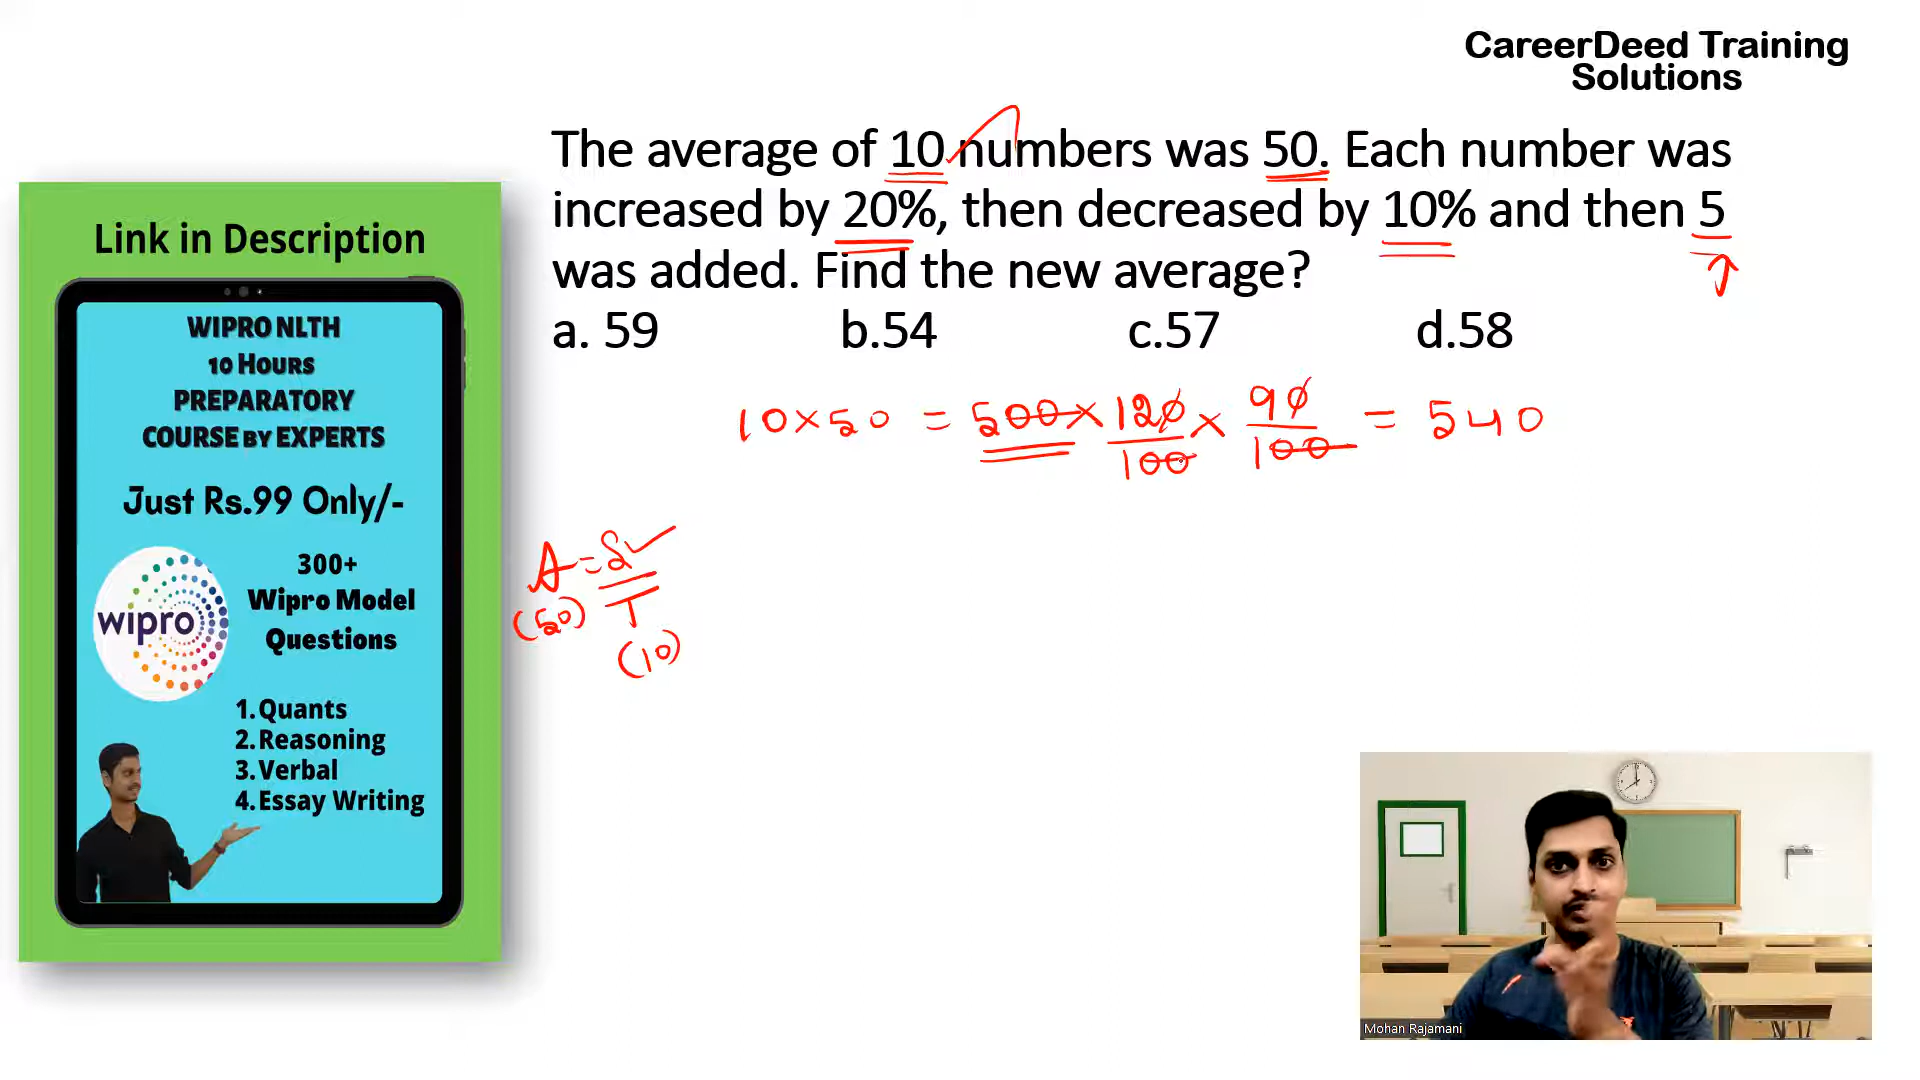 CareerDeed Training
Solutions
The average of 10 numbers was 50. Each number was
increased by 20%, then decreased by 10% and then 5
was added. Find the new average?
a. 59 b.54 c.57 d.58
10×50 = 500 × 120/100 × 90/100 = 540
A = S/T
(50)
(10)
Link in Description
WIPRO NLTH
10 HOURS
PREPARATORY
COURSE BY EXPERTS
Just Rs.99 Only/-
wipro
300+
Wipro Model
Questions
1.Quants
2.Reasoning
3.Verbal
4.Essay Writing
Mohan Rajamani